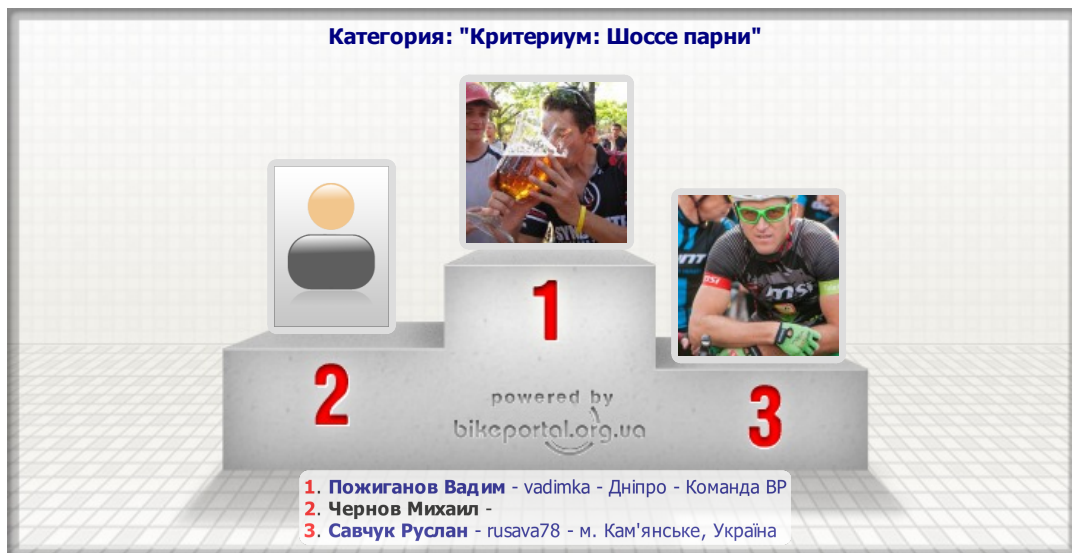 Категория: "Критериум: Шоссе парни"
1
2
3
powered by
bikeportal.org.ua
msi
1. Пожиганов Вадим - vadimka - Дніпро - Команда ВР
2. Чернов Михаил -
3. Савчук Руслан - rusava78 - м. Кам'янське, Україна